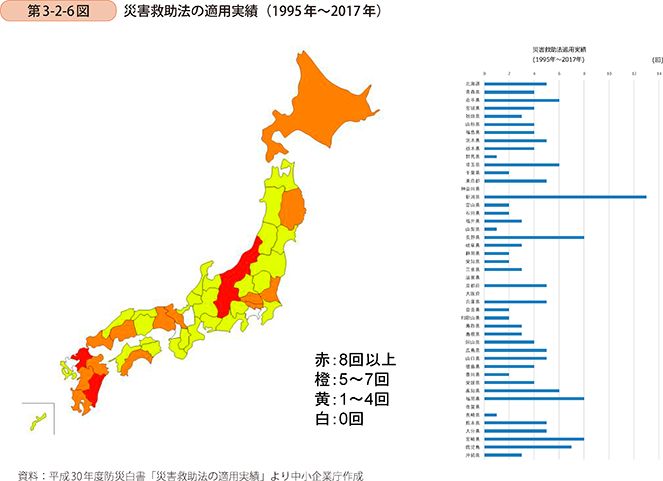 第3-2-6図
災害救助法の適用実績（1995年～2017年）
災害救助法適用実績
(1995年～2017年)
(回)
0 2 4 6 8 10 12 14
北海道
青森県
岩手県
宮城県
秋田県
山形県
福島県
茨木県
栃木県
群馬県
埼玉県
千葉県
東京都
神奈川県
新潟県
富山県
石川県
福井県
山梨県
長野県
岐阜県
静岡県
愛知県
三重県
滋賀県
京都府
大阪府
兵庫県
奈良県
和歌山県
鳥取県
島根県
岡山県
広島県
山口県
徳島県
香川県
愛媛県
高知県
福岡県
佐賀県
長崎県
熊本県
大分県
宮崎県
鹿児島
沖縄県
赤：8回以上
橙：5～7回
黄：1～4回
白：0回
資料：平成30年度防災白書「災害救助法の適用実績」より中小企業庁作成